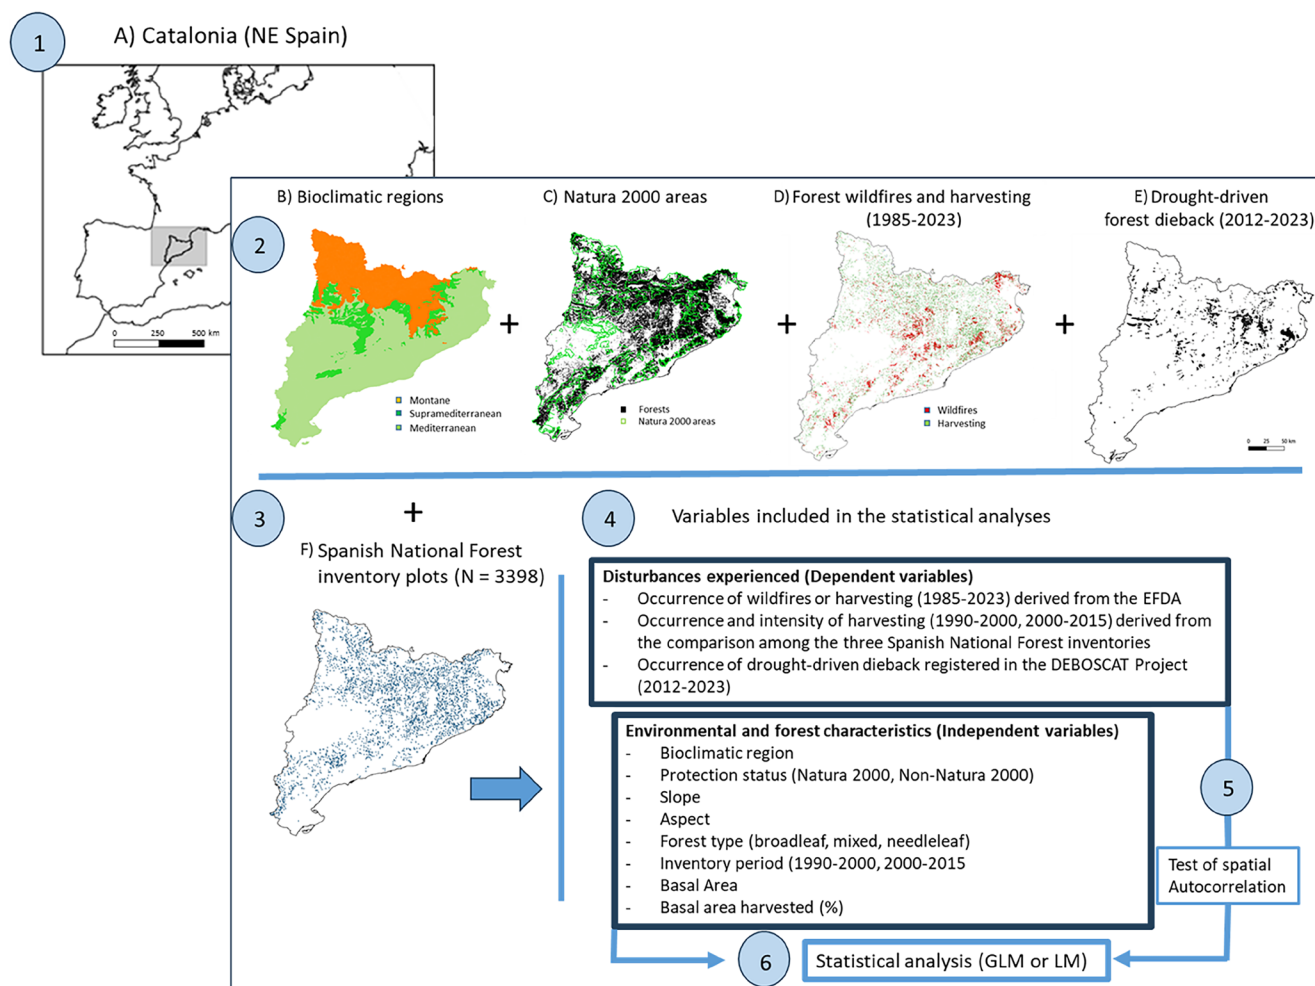 1
A) Catalonia (NE Spain)
0 250 500 km
2
B) Bioclimatic regions
Montane
Supramediterranean
Mediterranean
+
C) Natura 2000 areas
Forests
Natura 2000 areas
+
D) Forest wildfires and harvesting
(1985-2023)
Wildfires
Harvesting
+
E) Drought-driven
forest dieback (2012-2023)
0 25 50 km
3
+
F) Spanish National Forest
inventory plots (N = 3398)
4
Variables included in the statistical analyses
Disturbances experienced (Dependent variables)
- Occurrence of wildfires or harvesting (1985-2023) derived from the EFDA
- Occurrence and intensity of harvesting (1990-2000, 2000-2015) derived from
the comparison among the three Spanish National Forest inventories
- Occurrence of drought-driven dieback registered in the DEBOSCAT Project
(2012-2023)
Environmental and forest characteristics (Independent variables)
- Bioclimatic region
- Protection status (Natura 2000, Non-Natura 2000)
- Slope
- Aspect
- Forest type (broadleaf, mixed, needleleaf)
- Inventory period (1990-2000, 2000-2015
- Basal Area
- Basal area harvested (%)
5
Test of spatial
Autocorrelation
6
Statistical analysis (GLM or LM)